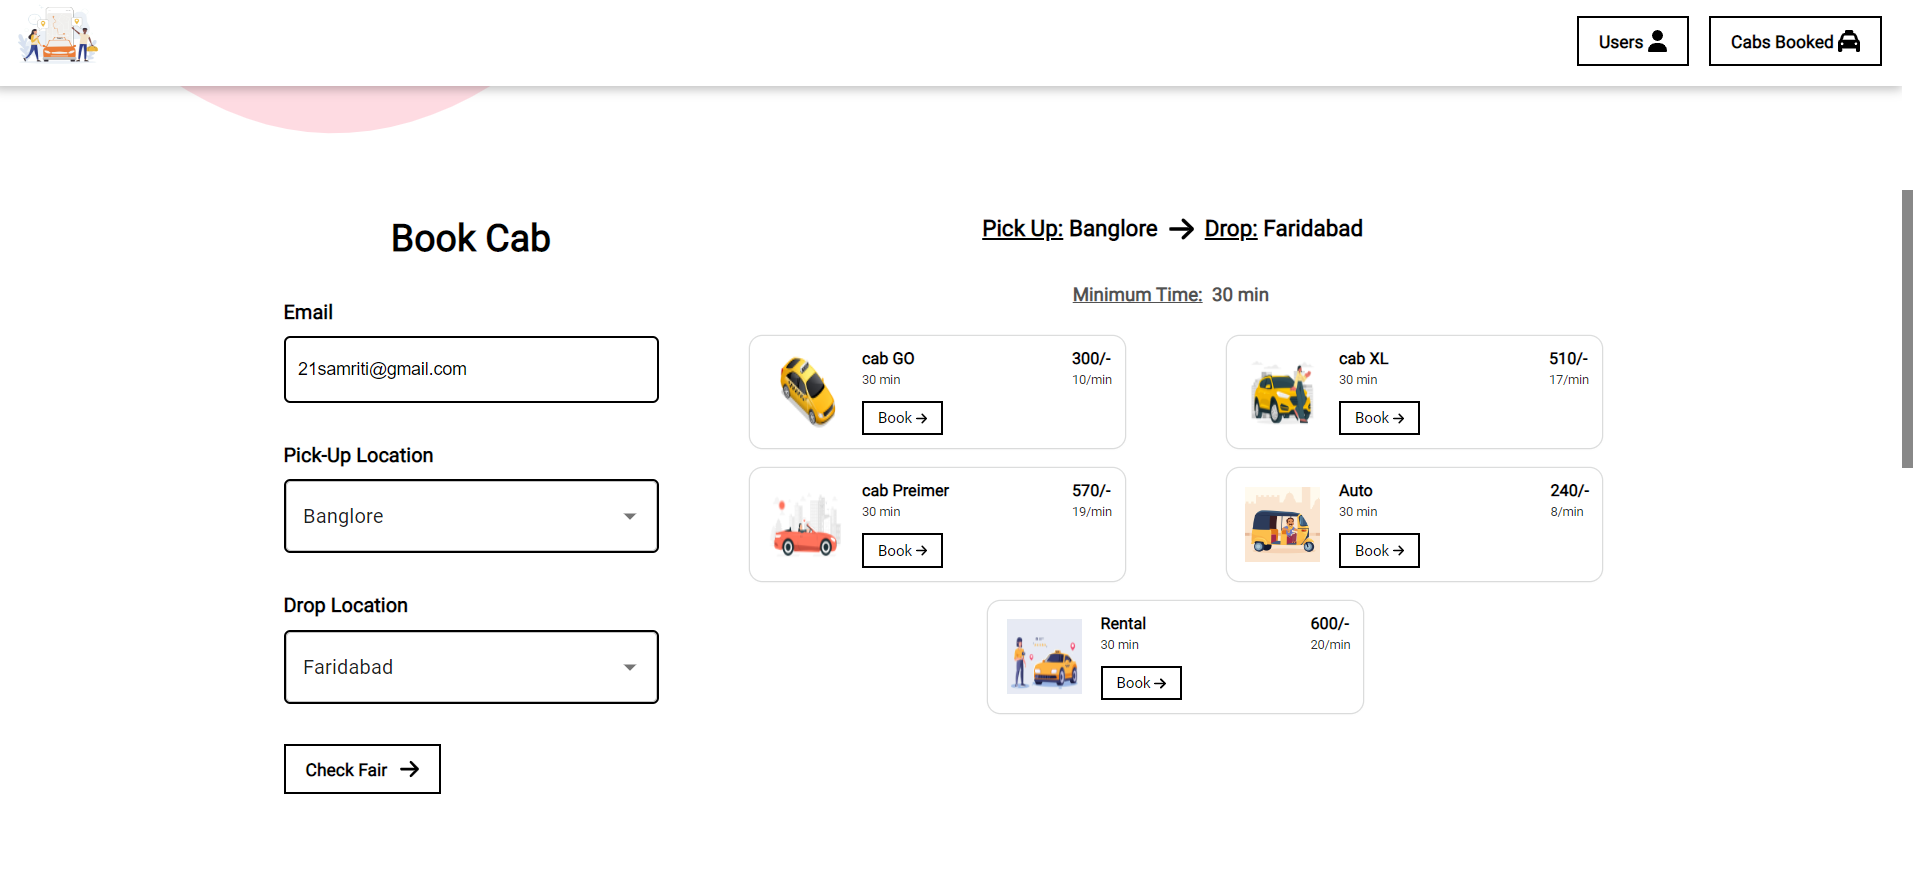 Users
Cabs Booked
Book Cab
Email
21samriti@gmail.com
Pick-Up Location
Banglore
Drop Location
Faridabad
Check Fair
Pick Up: Banglore → Drop: Faridabad
Minimum Time: 30 min
cab GO 300/-
30 min 10/min
Book →
cab XL 510/-
30 min 17/min
Book →
cab Preimer 570/-
30 min 19/min
Book →
Auto 240/-
30 min 8/min
Book →
Rental 600/-
30 min 20/min
Book →